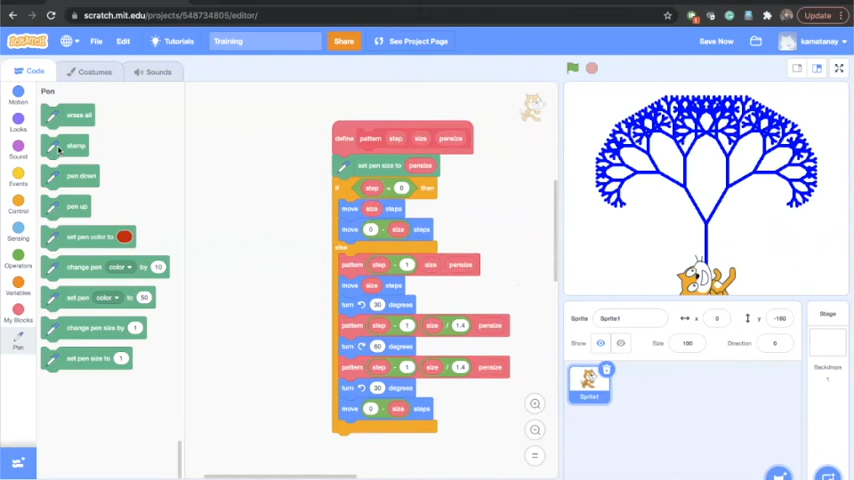 scratch.mit.edu/projects/548734805/editor/
Update
SCRATCH
File Edit Tutorials Training Share See Project Page Save Now kamatanay
Code Costumes Sounds
Motion
Looks
Sound
Events
Control
Sensing
Operators
Variables
My Blocks
Pen
Pen
erase all
stamp
pen down
pen up
set pen color to
change pen color by 10
set pen color to 50
change pen size by 1
set pen size to 1
define pattern step size pensize
set pen size to pensize
if step = 0 then
move size steps
move 0 - size steps
else
pattern step - 1 size pensize
move size steps
turn 30 degrees
pattern step - 1 size / 1.4 pensize
turn 60 degrees
pattern step - 1 size / 1.4 pensize
turn 30 degrees
move 0 - size steps
Sprite Sprite1 x 0 y -160
Show Size 100 Direction 0
Sprite1
Stage
Backdrops
1